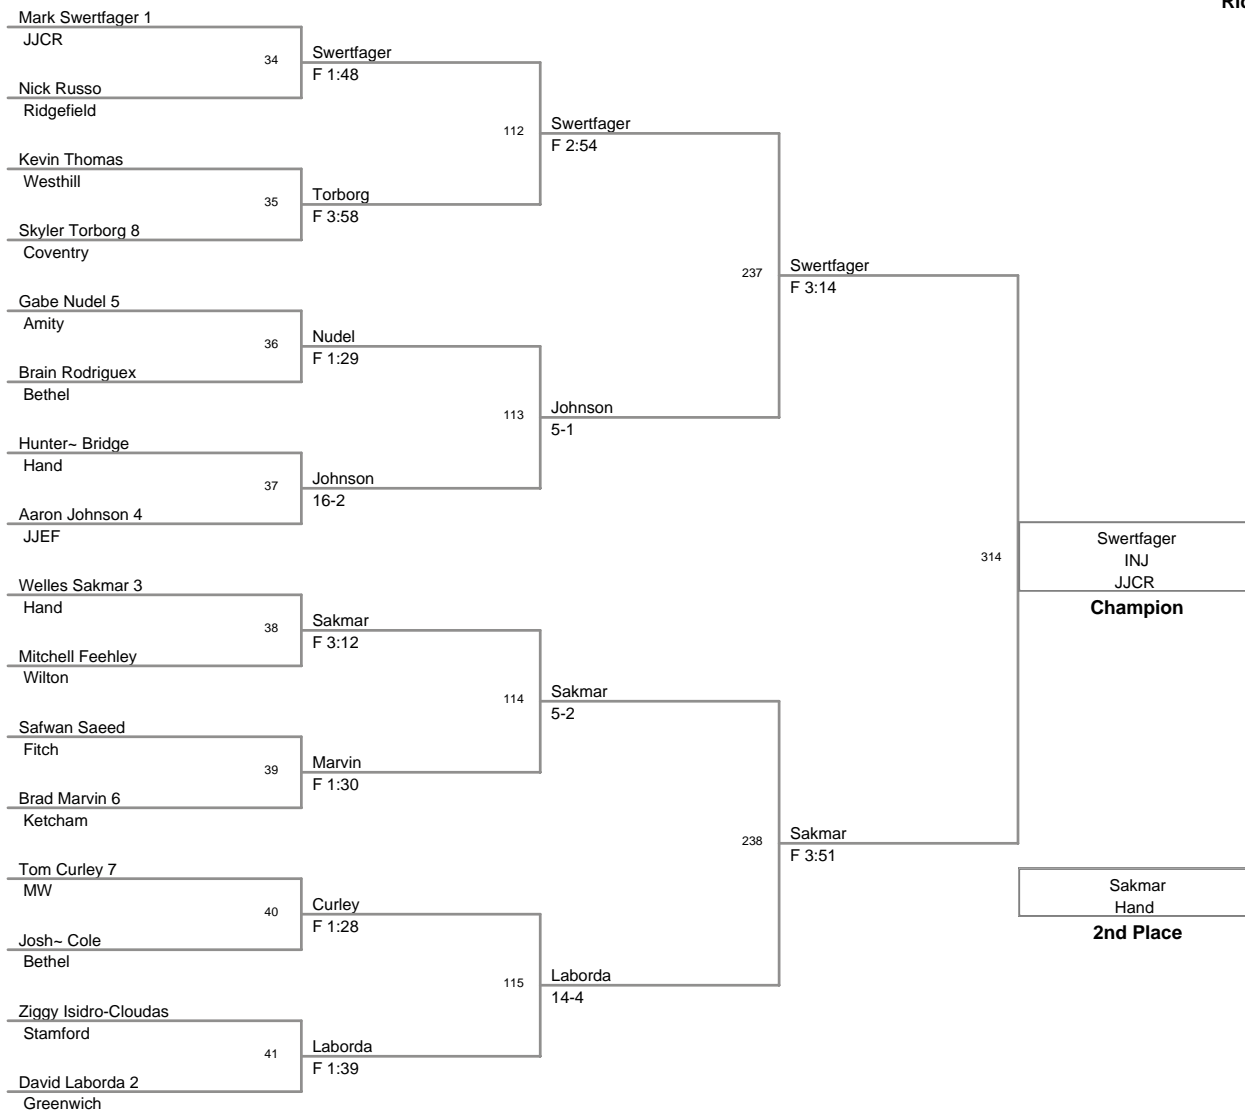 Ric
Mark Swertfager 1
JJCR
34
Nick Russo
Ridgefield
Kevin Thomas
Westhill
35
Skyler Torborg 8
Coventry
Gabe Nudel 5
Amity
36
Brain Rodriguex
Bethel
Hunter~ Bridge
Hand
37
Aaron Johnson 4
JJEF
Welles Sakmar 3
Hand
38
Mitchell Feehley
Wilton
Safwan Saeed
Fitch
39
Brad Marvin 6
Ketcham
Tom Curley 7
MW
40
Josh~ Cole
Bethel
Ziggy Isidro-Cloudas
Stamford
41
David Laborda 2
Greenwich
Swertfager
F 1:48
112
Torborg
F 3:58
Nudel
F 1:29
113
Johnson
16-2
Sakmar
F 3:12
114
Marvin
F 1:30
Curley
F 1:28
115
Laborda
F 1:39
Swertfager
F 2:54
237
Johnson
5-1
Sakmar
5-2
238
Laborda
14-4
Swertfager
F 3:14
314
Sakmar
F 3:51
Swertfager
INJ
JJCR
Champion
Sakmar
Hand
2nd Place